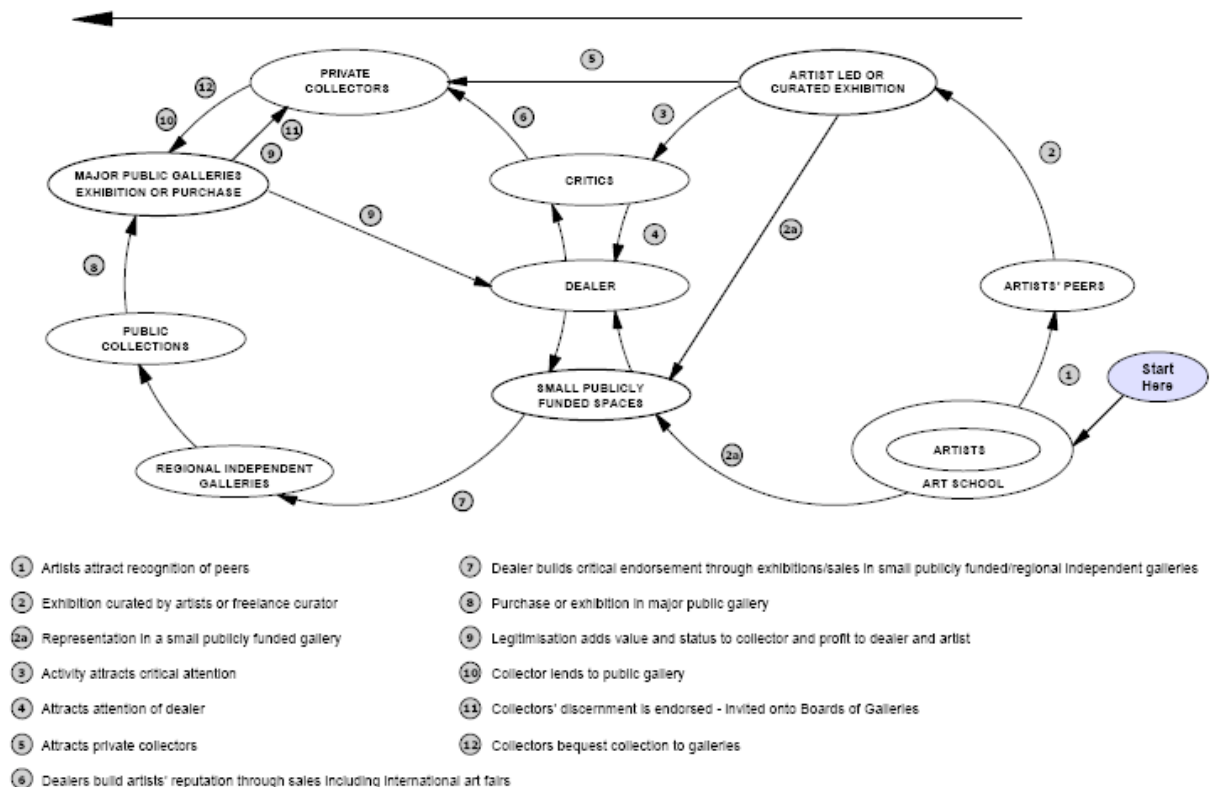 PRIVATE
COLLECTORS
5
ARTIST LED OR
CURATED EXHIBITION
12
10
11
9
6
3
2
MAJOR PUBLIC GALLERIES
EXHIBITION OR PURCHASE
CRITICS
9
4
2a
8
DEALER
ARTISTS' PEERS
PUBLIC
COLLECTIONS
SMALL PUBLICLY
FUNDED SPACES
1
Start
Here
REGIONAL INDEPENDENT
GALLERIES
2a
ARTISTS
ART SCHOOL
7
1 Artists attract recognition of peers
2 Exhibition curated by artists or freelance curator
2a Representation in a small publicly funded gallery
3 Activity attracts critical attention
4 Attracts attention of dealer
5 Attracts private collectors
6 Dealers build artists' reputation through sales including international art fairs
7 Dealer builds critical endorsement through exhibitions/sales in small publicly funded/regional independent galleries
8 Purchase or exhibition in major public gallery
9 Legitimisation adds value and status to collector and profit to dealer and artist
10 Collector lends to public gallery
11 Collectors' discernment is endorsed - invited onto Boards of Galleries
12 Collectors bequest collection to galleries